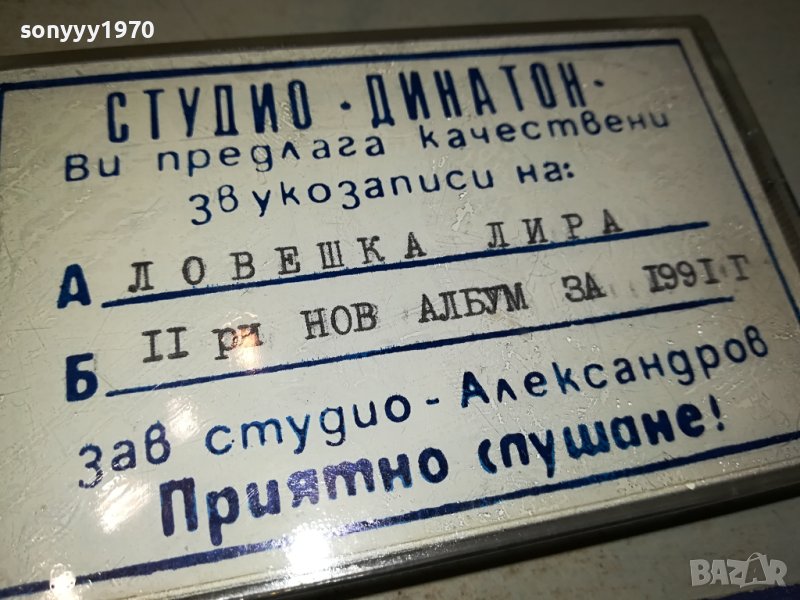 sonyyy1970
СТУДИО · ДИНАТОН ·
Ви предлага качествени
звукозаписи на:
А ЛОВЕШКА ЛИРА
Б II ри НОВ АЛБУМ ЗА 1991 Г
Зав студио - Александров
Приятно слушане!
BAZAR